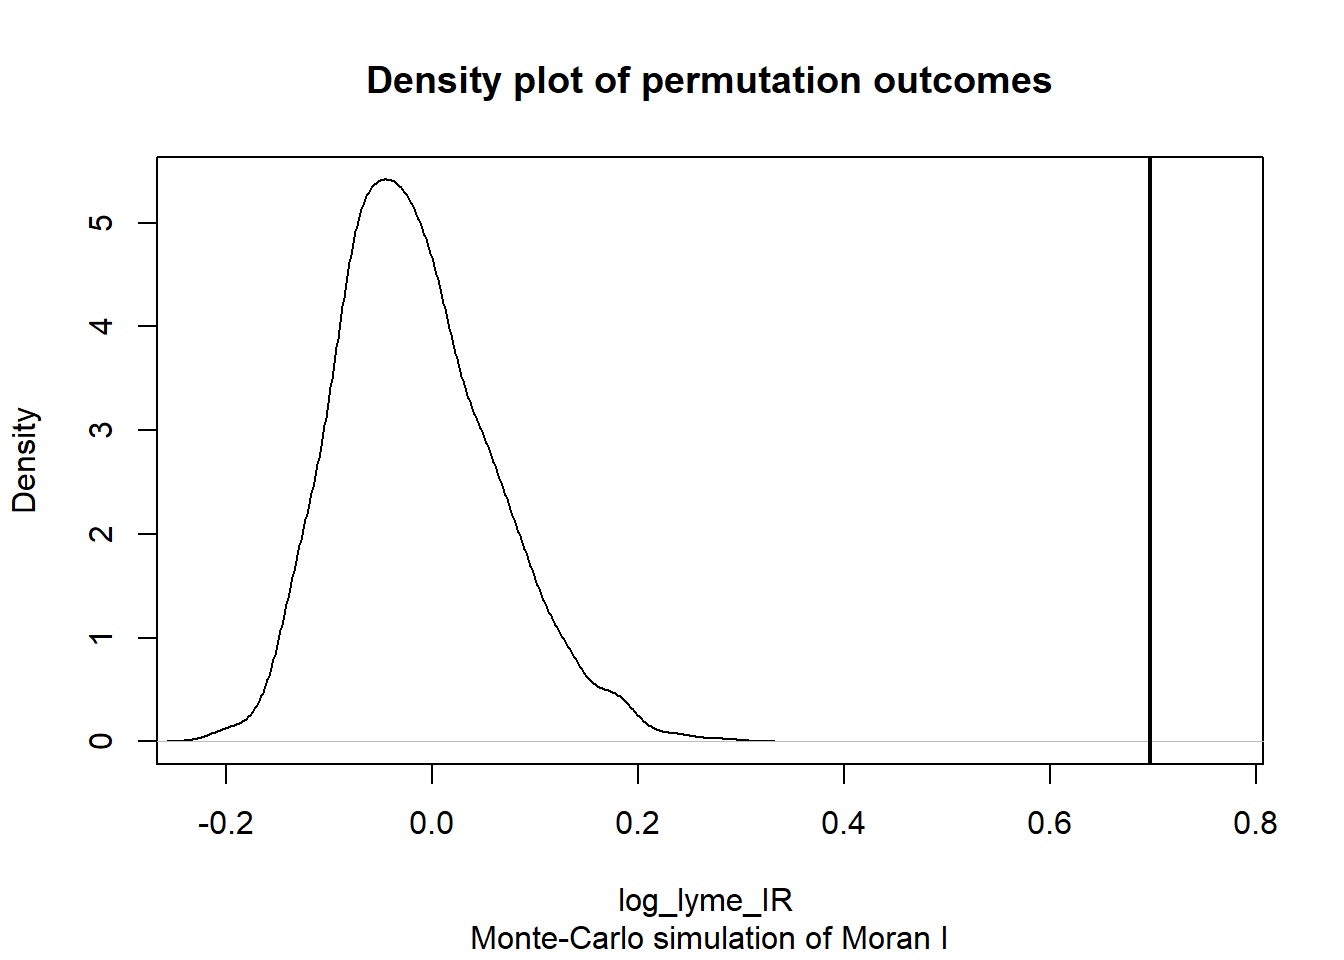 Density plot of permutation outcomes
Density
5
4
3
2
1
0
-0.2 0.0 0.2 0.4 0.6 0.8
log_lyme_IR
Monte-Carlo simulation of Moran I